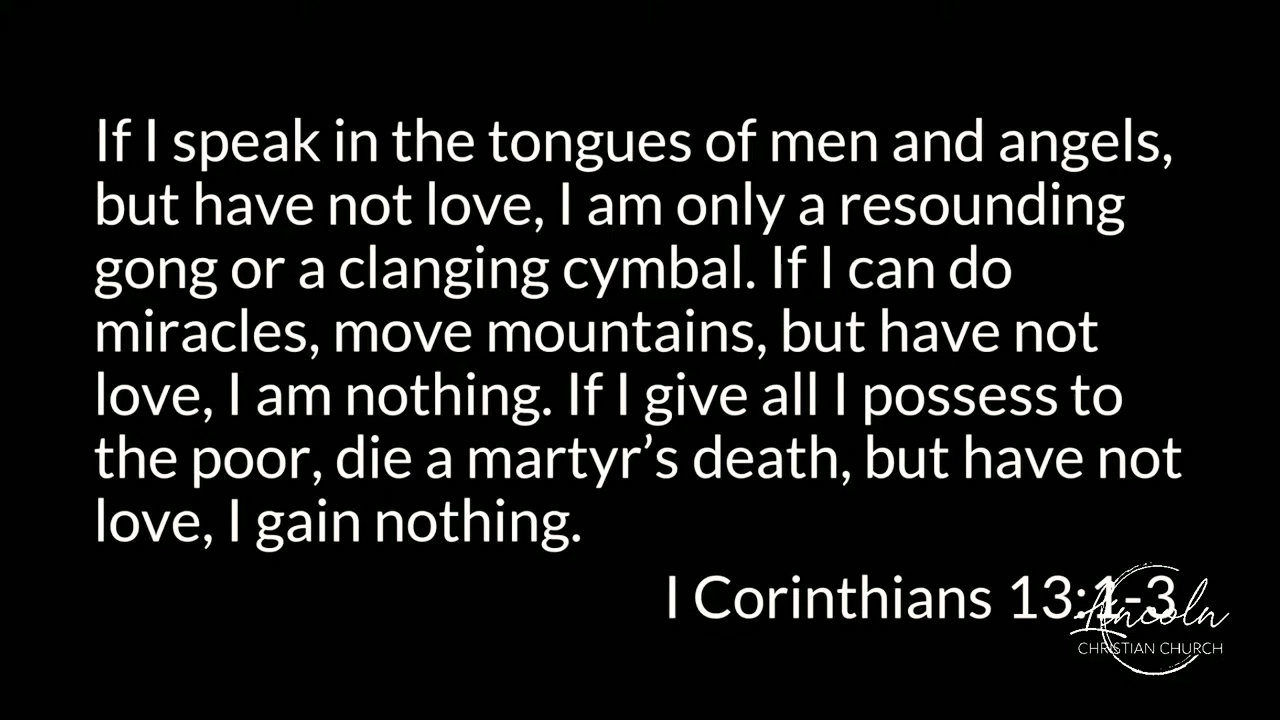 If I speak in the tongues of men and angels,
but have not love, I am only a resounding
gong or a clanging cymbal. If I can do
miracles, move mountains, but have not
love, I am nothing. If I give all I possess to
the poor, die a martyr’s death, but have not
love, I gain nothing.
I Corinthians 13:1-3
Lincoln
CHRISTIAN CHURCH